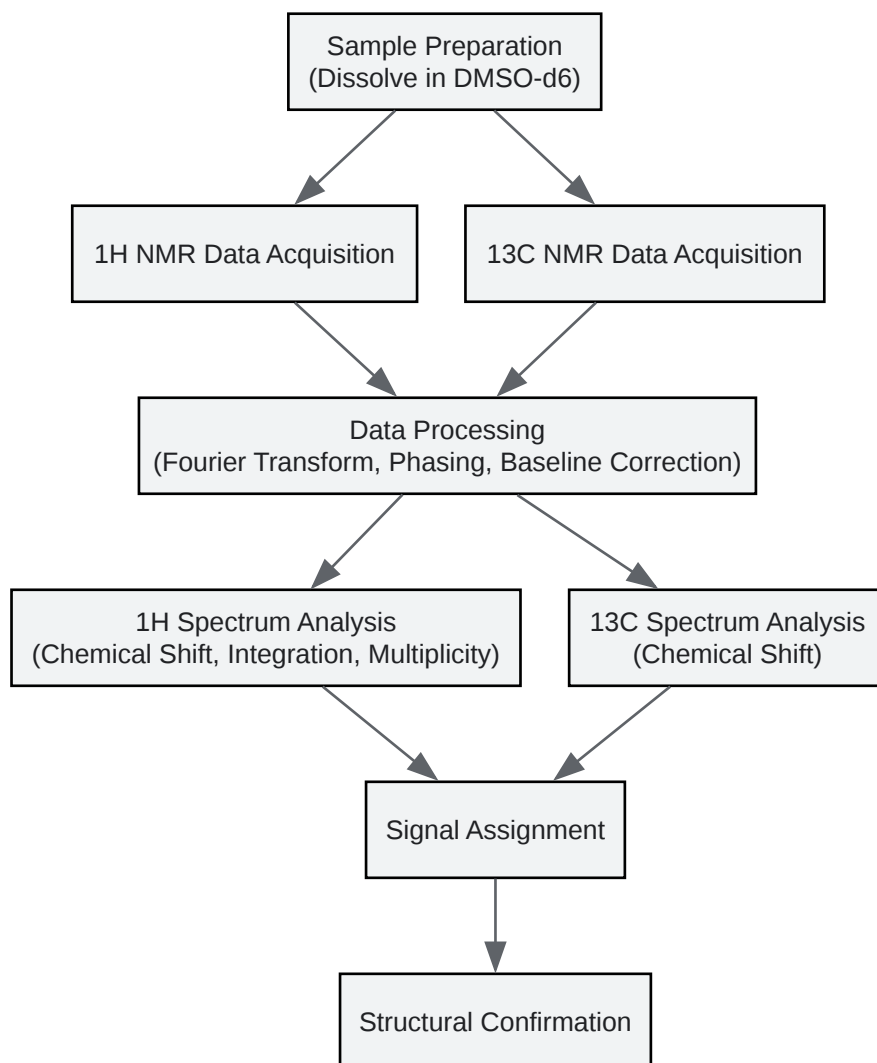 Sample Preparation
(Dissolve in DMSO-d6)
1H NMR Data Acquisition
13C NMR Data Acquisition
Data Processing
(Fourier Transform, Phasing, Baseline Correction)
1H Spectrum Analysis
(Chemical Shift, Integration, Multiplicity)
13C Spectrum Analysis
(Chemical Shift)
Signal Assignment
Structural Confirmation